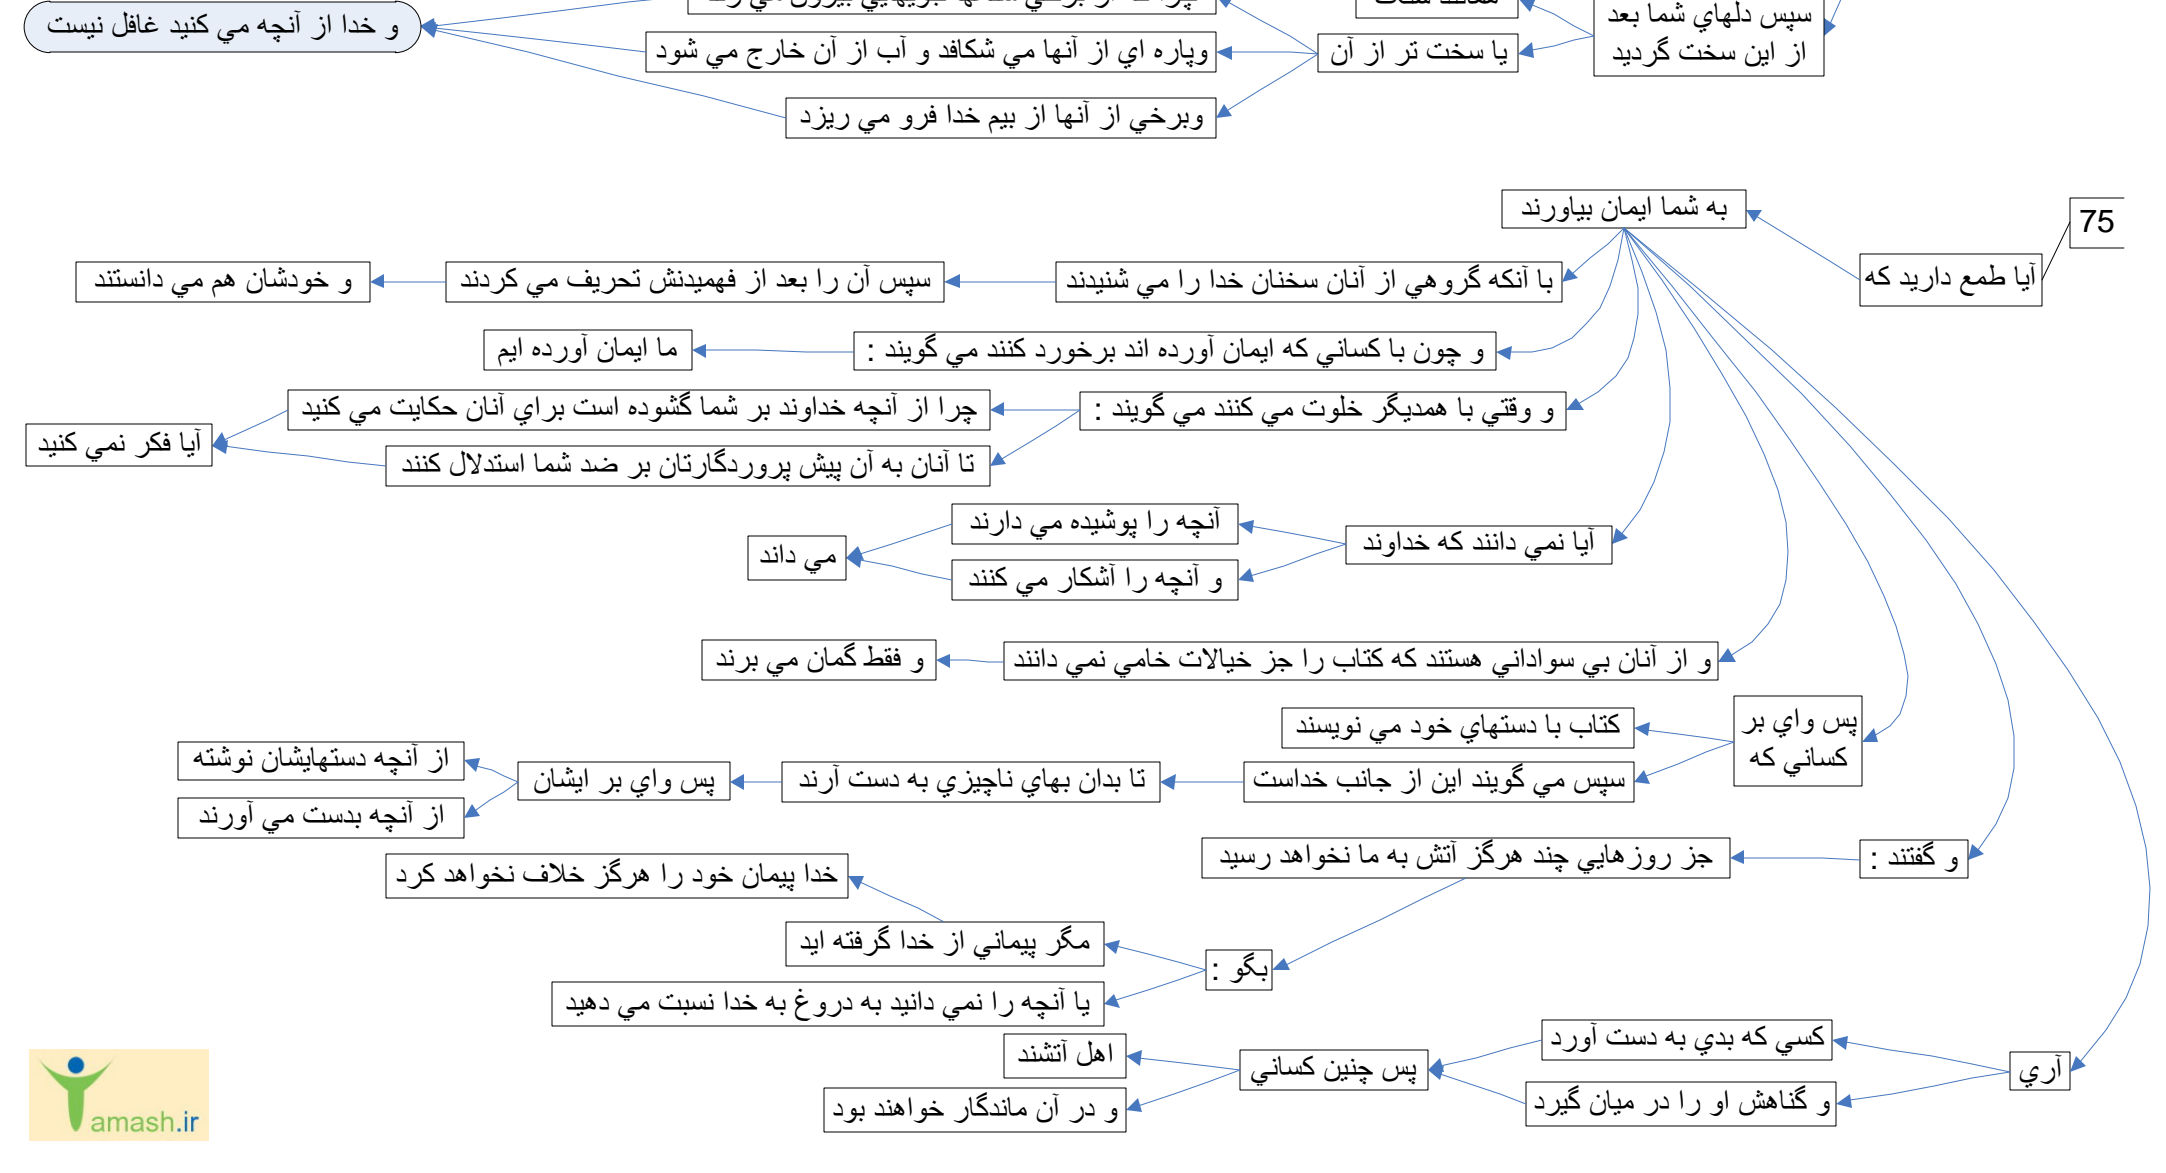 سپس دلهاي شما بعد
از اين سخت گرديد
يا سخت تر از آن
وپاره اي از آنها مي شكافد و آب از آن خارج مي شود
وبرخي از آنها از بيم خدا فرو مي ريزد
و خدا از آنچه مي كنيد غافل نيست
75
آيا طمع داريد كه
به شما ايمان بياورند
با آنكه گروهي از آنان سخنان خدا را مي شنيدند
سپس آن را بعد از فهميدنش تحريف مي كردند
و خودشان هم مي دانستند
و چون با كساني كه ايمان آورده اند برخورد كنند مي گويند :
ما ايمان آورده ايم
و وقتي با همديگر خلوت مي كنند مي گويند :
چرا از آنچه خداوند بر شما گشوده است براي آنان حكايت مي كنيد
تا آنان به آن پيش پروردگارتان بر ضد شما استدلال كنند
آيا فكر نمي كنيد
آيا نمي دانند كه خداوند
آنچه را پوشيده مي دارند
و آنچه را آشكار مي كنند
مي داند
و از آنان بي سواداني هستند كه كتاب را جز خيالات خامي نمي دانند
و فقط گمان مي برند
پس واي بر
كساني كه
كتاب با دستهاي خود مي نويسند
سپس مي گويند اين از جانب خداست
تا بدان بهاي ناچيزي به دست آرند
پس واي بر ايشان
از آنچه دستهايشان نوشته
از آنچه بدست مي آورند
و گفتند :
جز روزهايي چند هرگز آتش به ما نخواهد رسيد
بگو :
مگر پيماني از خدا گرفته ايد
خدا پيمان خود را هرگز خلاف نخواهد كرد
يا آنچه را نمي دانيد به دروغ به خدا نسبت مي دهيد
آري
كسي كه بدي به دست آورد
و گناهش او را در ميان گيرد
پس چنين كساني
اهل آتشند
و در آن ماندگار خواهند بود
amash.ir